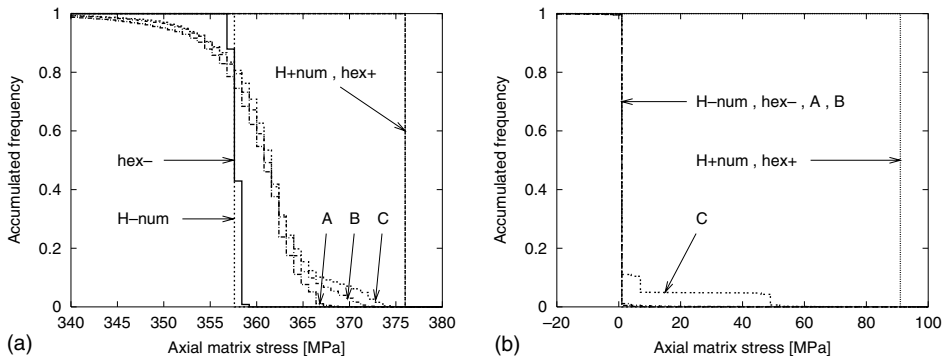 1
0.8
0.6
0.4
0.2
0
Accumulated frequency
340 345 350 355 360 365 370 375 380
Axial matrix stress [MPa]
H+num , hex+
hex−
H−num
A B C
(a)
1
0.8
0.6
0.4
0.2
0
Accumulated frequency
−20 0 20 40 60 80 100
Axial matrix stress [MPa]
H−num , hex− , A , B
H+num , hex+
C
(b)